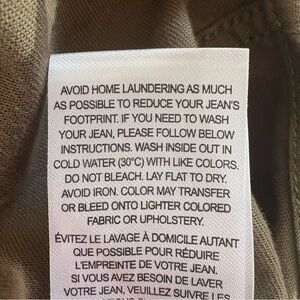 AVOID HOME LAUNDERING AS MUCH
AS POSSIBLE TO REDUCE YOUR JEAN'S
FOOTPRINT. IF YOU NEED TO WASH
YOUR JEAN, PLEASE FOLLOW BELOW
INSTRUCTIONS. WASH INSIDE OUT IN
COLD WATER (30°C) WITH LIKE COLORS.
DO NOT BLEACH. LAY FLAT TO DRY.
AVOID IRON. COLOR MAY TRANSFER
OR BLEED ONTO LIGHTER COLORED
FABRIC OR UPHOLSTERY.
ÉVITEZ LE LAVAGE À DOMICILE AUTANT
QUE POSSIBLE POUR RÉDUIRE
L'EMPREINTE DE VOTRE JEAN.
SI VOUS AVEZ BESOIN DE LAVER
VOTRE JEAN, VEUILLEZ SUIVRE LES